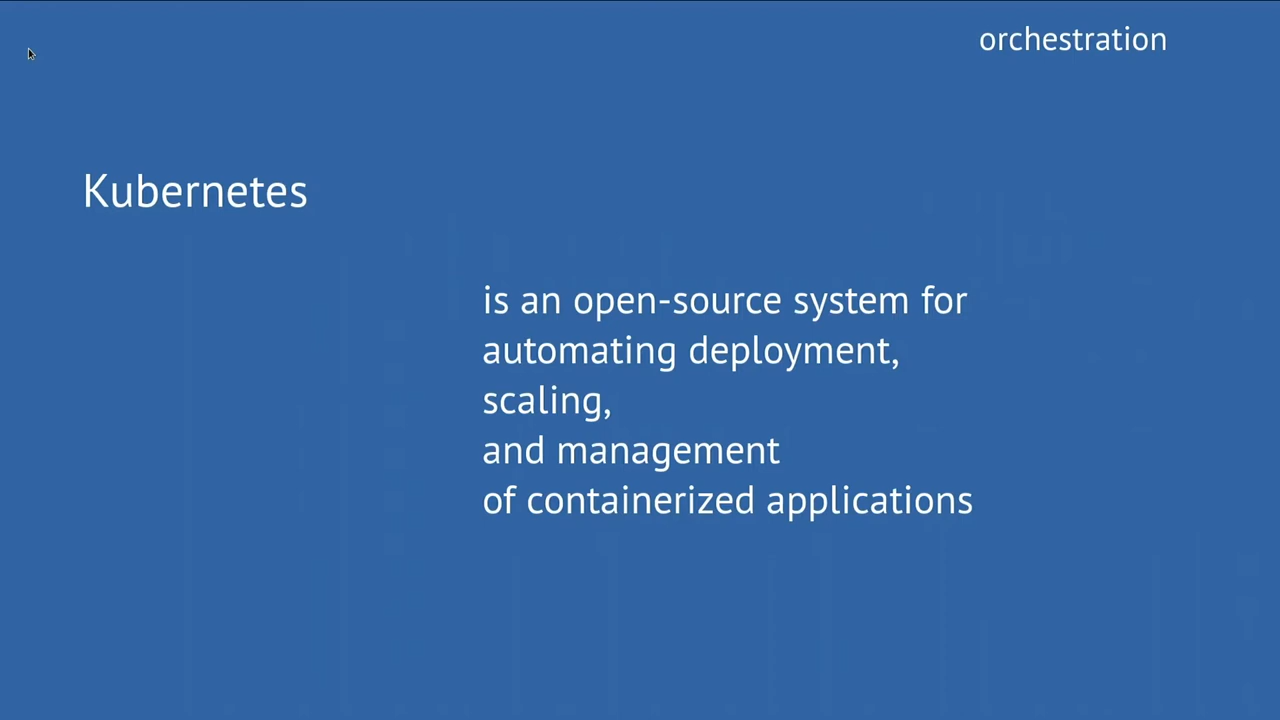 orchestration
Kubernetes
is an open-source system for
automating deployment,
scaling,
and management
of containerized applications